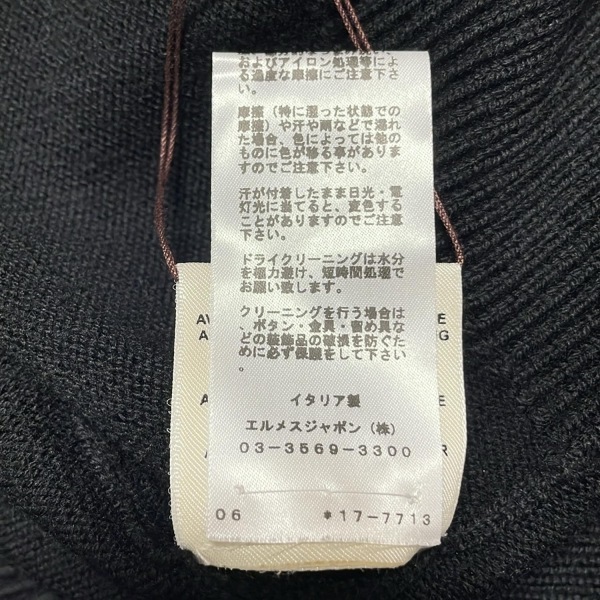 およびアイロン処理等によ
る過度な摩擦にご注意下さ
い。
摩擦(特に湿った状態での
摩擦)や汗や雨などで濡れ
た場合、色によっては他の
ものに色が移る事がありま
すのでご注意下さい。
汗が付着したまま日光・電
灯光に当てると、変色する
ことがありますのでご注意
下さい。
ドライクリーニングは水分
を極力避け、短時間処理で
お願い致します。
クリーニングを行う場合は
、ボタン・金具・留め具な
どの装飾品の破損を防ぐた
めに必ず保護をして下さい
。
イタリア製
エルメスジャポン(株)
03-3569-3300
06 *17-7713
AV E
A G
A E
A R